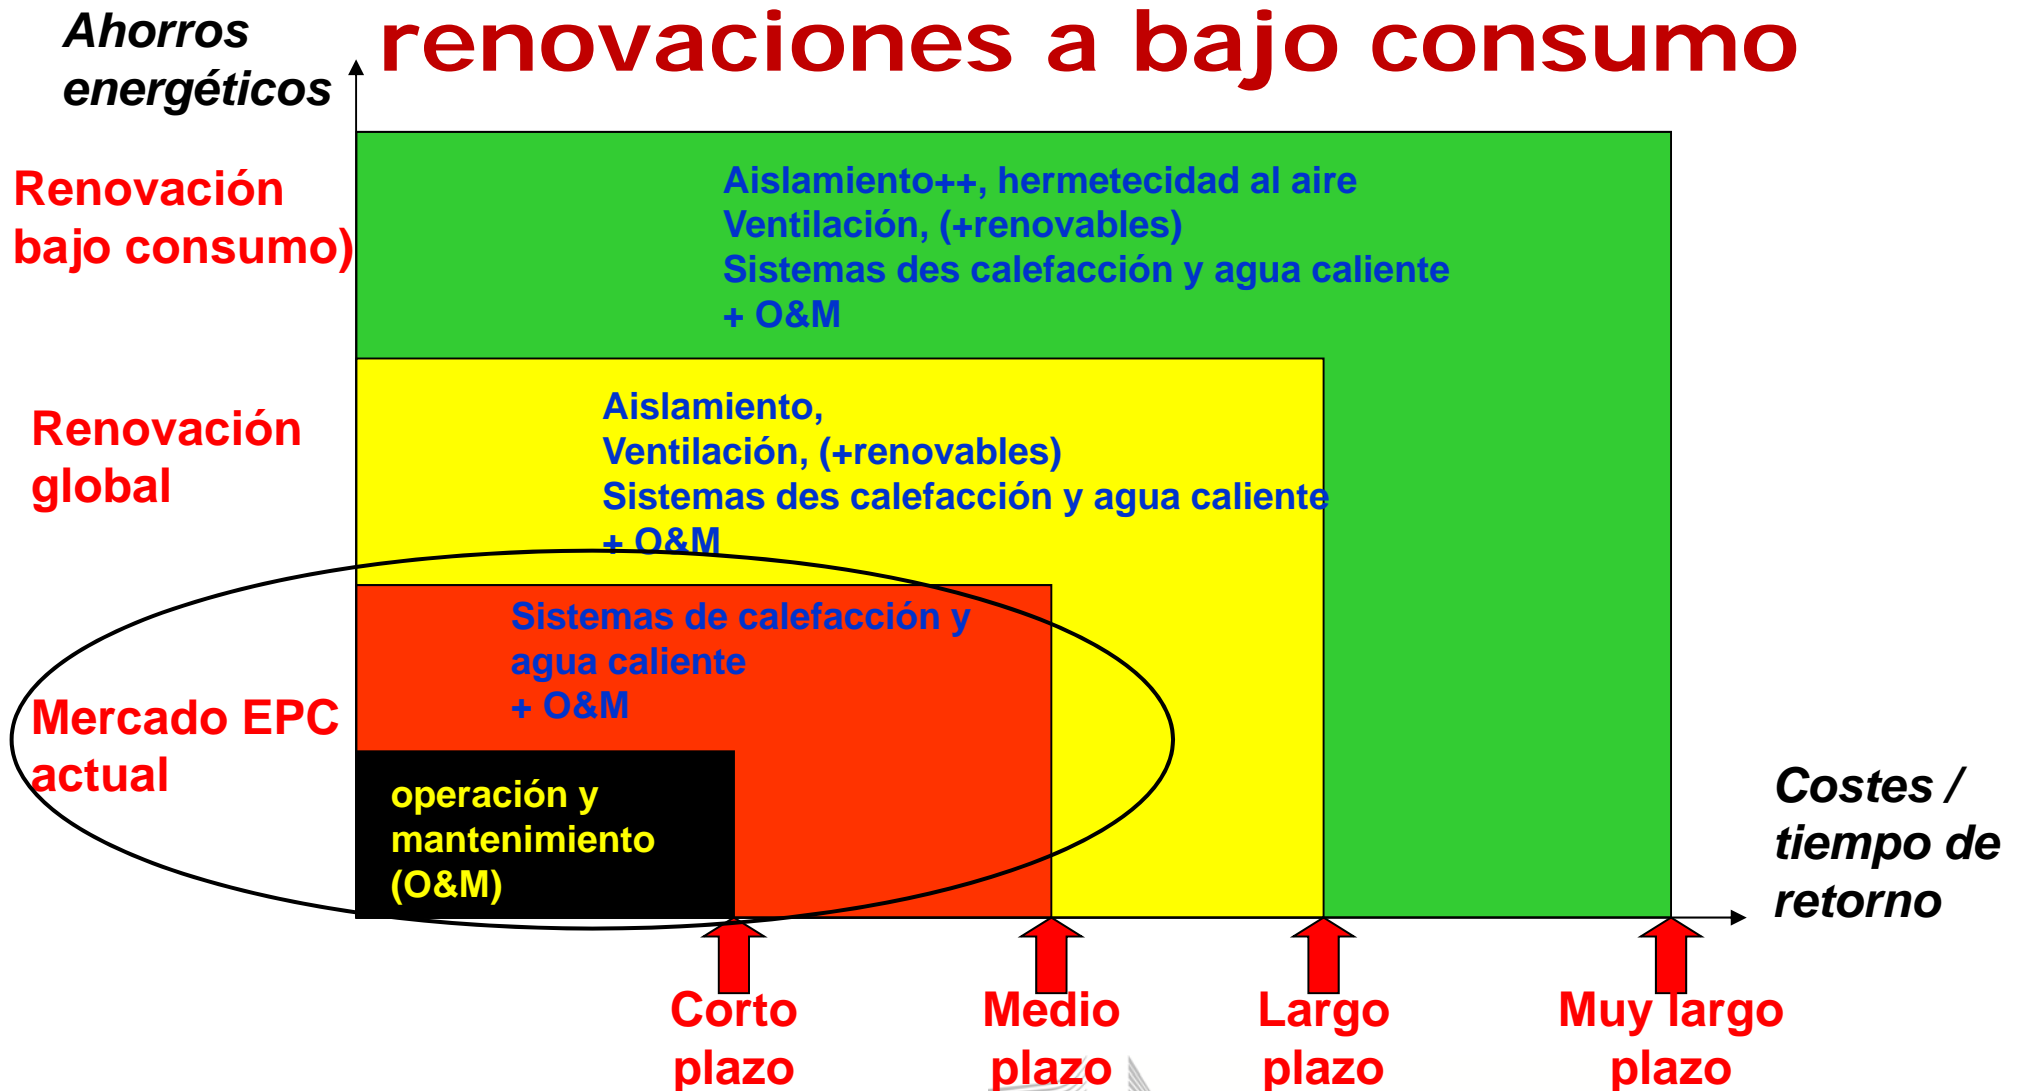 renovaciones a bajo consumo
Ahorros
energéticos
Renovación
bajo consumo)
Aislamiento++, hermetecidad al aire
Ventilación, (+renovables)
Sistemas des calefacción y agua caliente
+ O&M
Renovación
global
Aislamiento,
Ventilación, (+renovables)
Sistemas des calefacción y agua caliente
+ O&M
Mercado EPC
actual
Sistemas de calefacción y
agua caliente
+ O&M
operación y
mantenimiento
(O&M)
Costes /
tiempo de
retorno
Corto
plazo
Medio
plazo
Largo
plazo
Muy largo
plazo